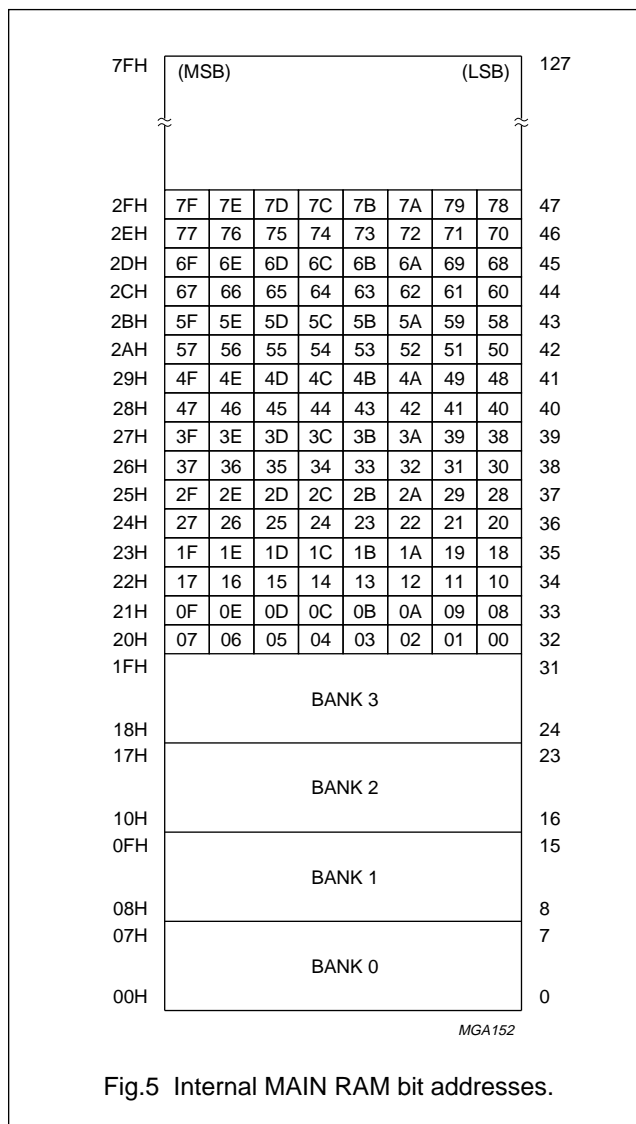 7FH (MSB) (LSB) 127
2FH 7F 7E 7D 7C 7B 7A 79 78 47
2EH 77 76 75 74 73 72 71 70 46
2DH 6F 6E 6D 6C 6B 6A 69 68 45
2CH 67 66 65 64 63 62 61 60 44
2BH 5F 5E 5D 5C 5B 5A 59 58 43
2AH 57 56 55 54 53 52 51 50 42
29H 4F 4E 4D 4C 4B 4A 49 48 41
28H 47 46 45 44 43 42 41 40 40
27H 3F 3E 3D 3C 3B 3A 39 38 39
26H 37 36 35 34 33 32 31 30 38
25H 2F 2E 2D 2C 2B 2A 29 28 37
24H 27 26 25 24 23 22 21 20 36
23H 1F 1E 1D 1C 1B 1A 19 18 35
22H 17 16 15 14 13 12 11 10 34
21H 0F 0E 0D 0C 0B 0A 09 08 33
20H 07 06 05 04 03 02 01 00 32
1FH 31
BANK 3
18H 24
17H 23
BANK 2
10H 16
0FH 15
BANK 1
08H 8
07H 7
BANK 0
00H 0
MGA152
Fig.5 Internal MAIN RAM bit addresses.